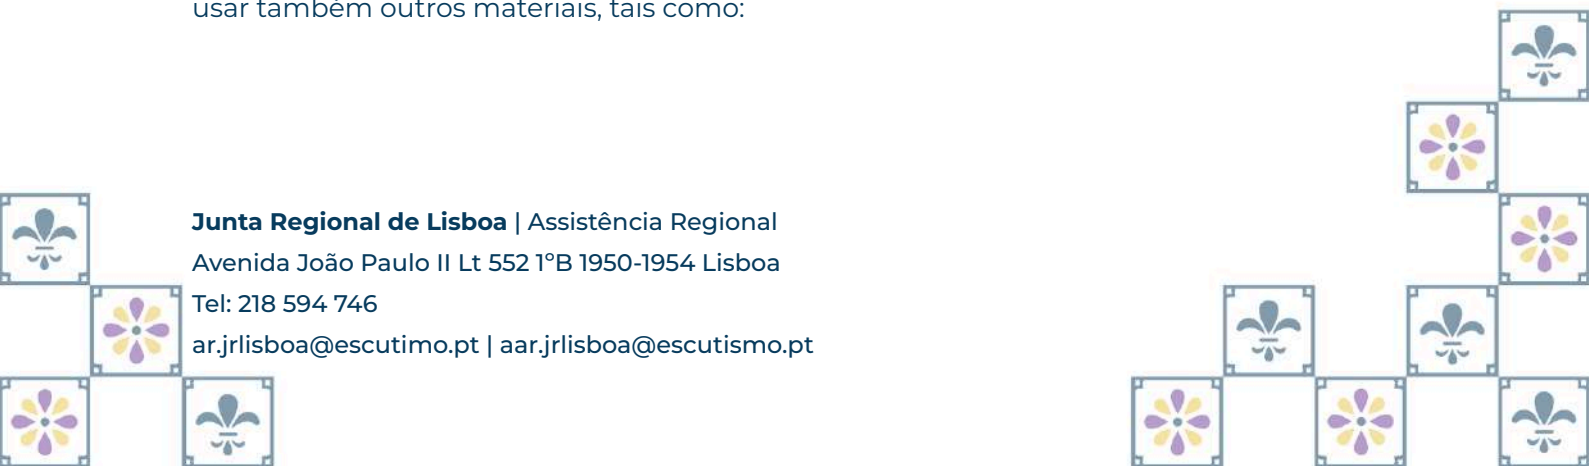 usar também outros materiais, tais como:
Junta Regional de Lisboa | Assistência Regional
Avenida João Paulo II Lt 552 1ºB 1950-1954 Lisboa
Tel: 218 594 746
ar.jrlisboa@escutimo.pt | aar.jrlisboa@escutismo.pt